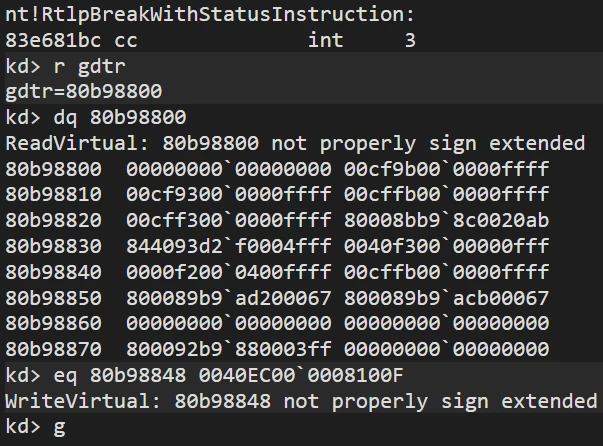 nt!RtlpBreakWithStatusInstruction:
83e681bc cc              int     3
kd> r gdtr
gdtr=80b98800
kd> dq 80b98800
ReadVirtual: 80b98800 not properly sign extended
80b98800  00000000`00000000 00cf9b00`0000ffff
80b98810  00cf9300`0000ffff 00cffb00`0000ffff
80b98820  00cff300`0000ffff 80008bb9`8c0020ab
80b98830  844093d2`f0004fff 0040f300`00000fff
80b98840  0000f200`0400ffff 00cffb00`0000ffff
80b98850  800089b9`ad200067 800089b9`acb00067
80b98860  00000000`00000000 00000000`00000000
80b98870  800092b9`880003ff 00000000`00000000
kd> eq 80b98848 0040EC00`0008100F
WriteVirtual: 80b98848 not properly sign extended
kd> g